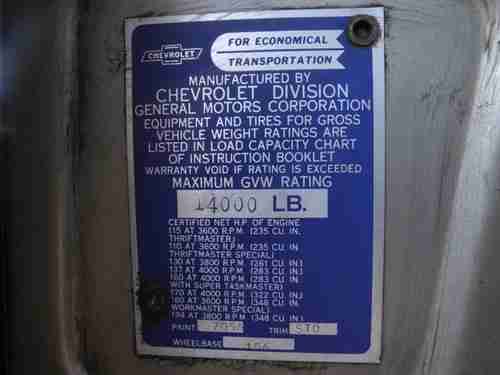 CHEVROLET
FOR ECONOMICAL
TRANSPORTATION
MANUFACTURED BY
CHEVROLET DIVISION
GENERAL MOTORS CORPORATION
EQUIPMENT AND TIRES FOR GROSS
VEHICLE WEIGHT RATINGS ARE
LISTED IN LOAD CAPACITY CHART
OF INSTRUCTION BOOKLET
WARRANTY VOID IF RATING IS EXCEEDED
MAXIMUM GVW RATING
14000 LB.
CERTIFIED NET H.P. OF ENGINE
115 AT 3600 R.P.M. (235 CU. IN.
THRIFTMASTER)
110 AT 3600 R.P.M. (235 CU. IN.
THRIFTMASTER SPECIAL)
130 AT 3800 R.P.M. (261 CU. IN.)
137 AT 4000 R.P.M. (283 CU. IN.)
160 AT 4000 R.P.M. (283 CU. IN.
WITH SUPER TASKMASTER)
170 AT 4000 R.P.M. (322 CU. IN.)
180 AT 3600 R.P.M. (348 CU. IN.
WORKMASTER SPECIAL)
194 AT 3800 R.P.M. (348 CU. IN.)
PAINT TRIM STD
WHEELBASE